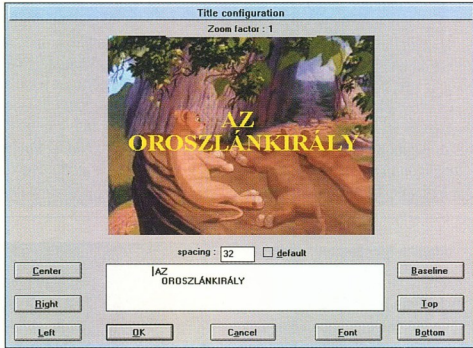 Title configuration
Zoom factor : 1
AZ
OROSZLÁNKIRÁLY
spacing : 32 default
Center
AZ
OROSZLÁNKIRÁLY
Baseline
Right
Top
Left
OK
Cancel
Font
Bottom